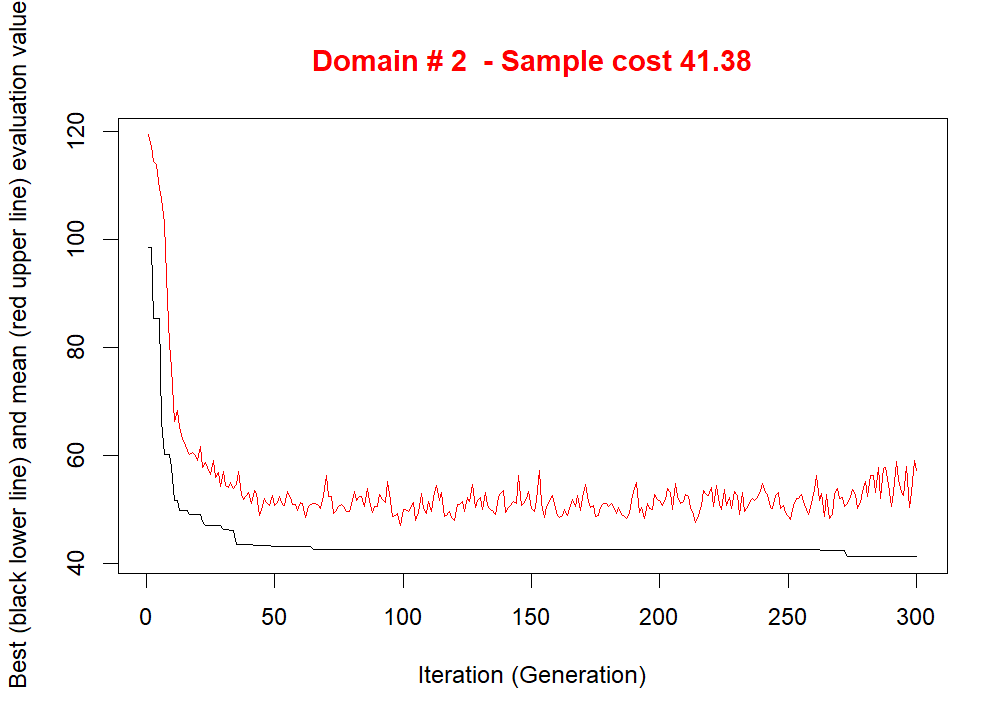 Domain # 2  - Sample cost 41.38
Best (black lower line) and mean (red upper line) evaluation value
120
100
80
60
40
0 50 100 150 200 250 300
Iteration (Generation)